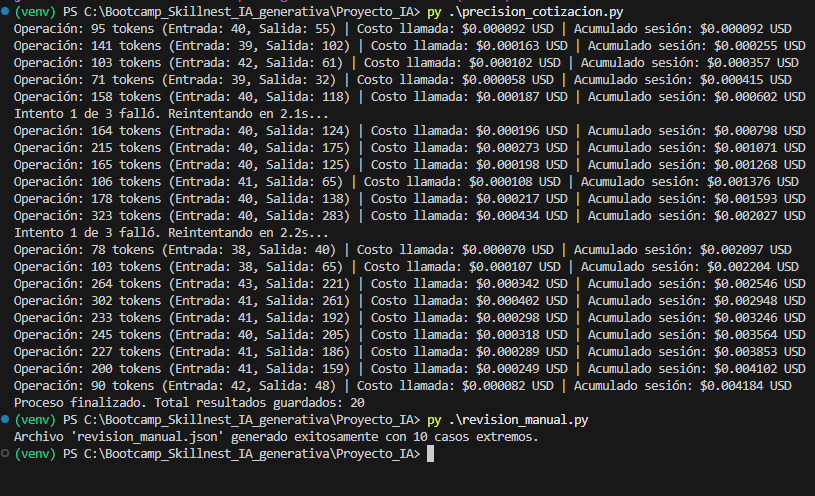 (venv) PS C:\Bootcamp_Skillnest_IA_generativa\Proyecto_IA> py .\precision_cotizacion.py
Operación: 95 tokens (Entrada: 40, Salida: 55) | Costo llamada: $0.000092 USD | Acumulado sesión: $0.000092 USD
Operación: 141 tokens (Entrada: 39, Salida: 102) | Costo llamada: $0.000163 USD | Acumulado sesión: $0.000255 USD
Operación: 103 tokens (Entrada: 42, Salida: 61) | Costo llamada: $0.000102 USD | Acumulado sesión: $0.000357 USD
Operación: 71 tokens (Entrada: 39, Salida: 32) | Costo llamada: $0.000058 USD | Acumulado sesión: $0.000415 USD
Operación: 158 tokens (Entrada: 40, Salida: 118) | Costo llamada: $0.000187 USD | Acumulado sesión: $0.000602 USD
Intento 1 de 3 falló. Reintentando en 2.1s...
Operación: 164 tokens (Entrada: 40, Salida: 124) | Costo llamada: $0.000196 USD | Acumulado sesión: $0.000798 USD
Operación: 215 tokens (Entrada: 40, Salida: 175) | Costo llamada: $0.000273 USD | Acumulado sesión: $0.001071 USD
Operación: 165 tokens (Entrada: 40, Salida: 125) | Costo llamada: $0.000198 USD | Acumulado sesión: $0.001268 USD
Operación: 106 tokens (Entrada: 41, Salida: 65) | Costo llamada: $0.000108 USD | Acumulado sesión: $0.001376 USD
Operación: 178 tokens (Entrada: 40, Salida: 138) | Costo llamada: $0.000217 USD | Acumulado sesión: $0.001593 USD
Operación: 323 tokens (Entrada: 40, Salida: 283) | Costo llamada: $0.000434 USD | Acumulado sesión: $0.002027 USD
Intento 1 de 3 falló. Reintentando en 2.2s...
Operación: 78 tokens (Entrada: 38, Salida: 40) | Costo llamada: $0.000070 USD | Acumulado sesión: $0.002097 USD
Operación: 103 tokens (Entrada: 38, Salida: 65) | Costo llamada: $0.000107 USD | Acumulado sesión: $0.002204 USD
Operación: 264 tokens (Entrada: 43, Salida: 221) | Costo llamada: $0.000342 USD | Acumulado sesión: $0.002546 USD
Operación: 302 tokens (Entrada: 41, Salida: 261) | Costo llamada: $0.000402 USD | Acumulado sesión: $0.002948 USD
Operación: 233 tokens (Entrada: 41, Salida: 192) | Costo llamada: $0.000298 USD | Acumulado sesión: $0.003246 USD
Operación: 245 tokens (Entrada: 40, Salida: 205) | Costo llamada: $0.000318 USD | Acumulado sesión: $0.003564 USD
Operación: 227 tokens (Entrada: 41, Salida: 186) | Costo llamada: $0.000289 USD | Acumulado sesión: $0.003853 USD
Operación: 200 tokens (Entrada: 41, Salida: 159) | Costo llamada: $0.000249 USD | Acumulado sesión: $0.004102 USD
Operación: 90 tokens (Entrada: 42, Salida: 48) | Costo llamada: $0.000082 USD | Acumulado sesión: $0.004184 USD
Proceso finalizado. Total resultados guardados: 20
(venv) PS C:\Bootcamp_Skillnest_IA_generativa\Proyecto_IA> py .\revision_manual.py
Archivo 'revision_manual.json' generado exitosamente con 10 casos extremos.
(venv) PS C:\Bootcamp_Skillnest_IA_generativa\Proyecto_IA>